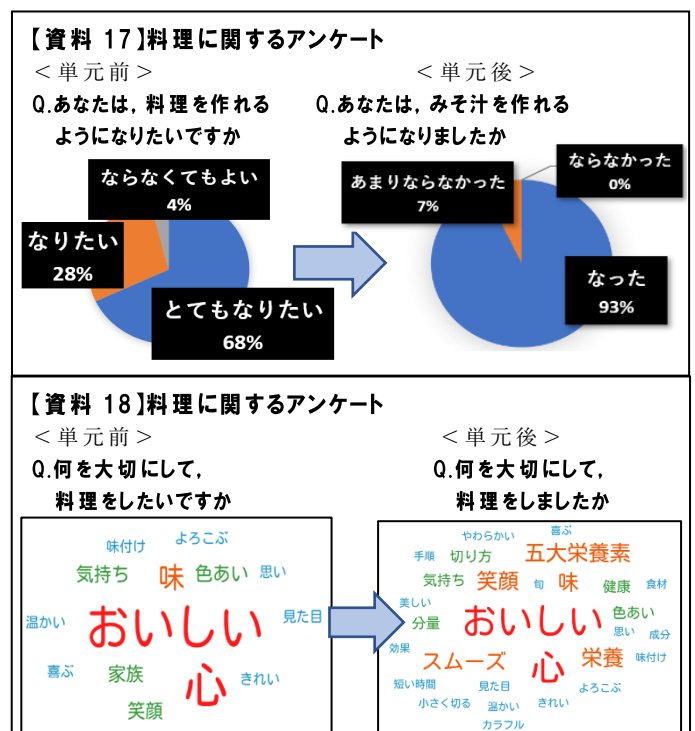 【資料 17】料理に関するアンケート
＜単元前＞
＜単元後＞
Q.あなたは，料理を作れる
ようになりたいですか
Q.あなたは，みそ汁を作れる
ようになりましたか
ならなくてもよい
4%
なりたい
28%
とてもなりたい
68%
あまりならなかった
7%
ならなかった
0%
なった
93%
【資料 18】料理に関するアンケート
＜単元前＞
＜単元後＞
Q.何を大切にして，
料理をしたいですか
Q.何を大切にして，
料理をしましたか
味付け
よろこぶ
気持ち
味
色あい
思い
温かい
おいしい
見た目
喜ぶ
家族
心
きれい
笑顔
やわらかい
喜ぶ
手順
切り方
五大栄養素
気持ち
笑顔
旬
味
健康
食材
美しい
分量
おいしい
色あい
思い
成分
効果
スムーズ
心
栄養
味付け
短い時間
見た目
よろこぶ
小さく切る
温かい
きれい
カラフル